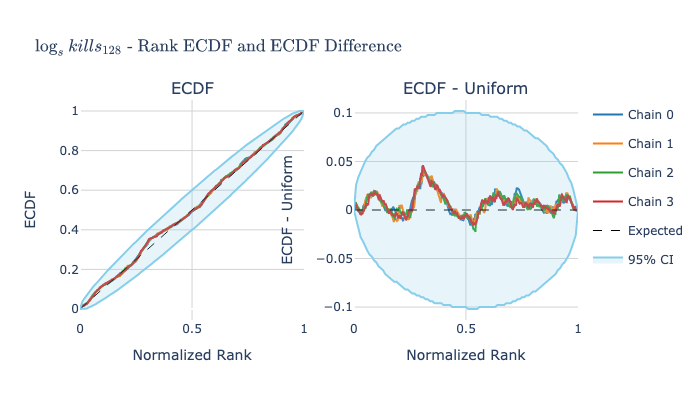 log_s kills_128 - Rank ECDF and ECDF Difference
ECDF
ECDF - Uniform
ECDF
1
0.8
0.6
0.4
0.2
0
0
0.5
1
Normalized Rank
ECDF - Uniform
0.1
0.05
0
−0.05
−0.1
0
0.5
1
Normalized Rank
Chain 0
Chain 1
Chain 2
Chain 3
Expected
95% CI